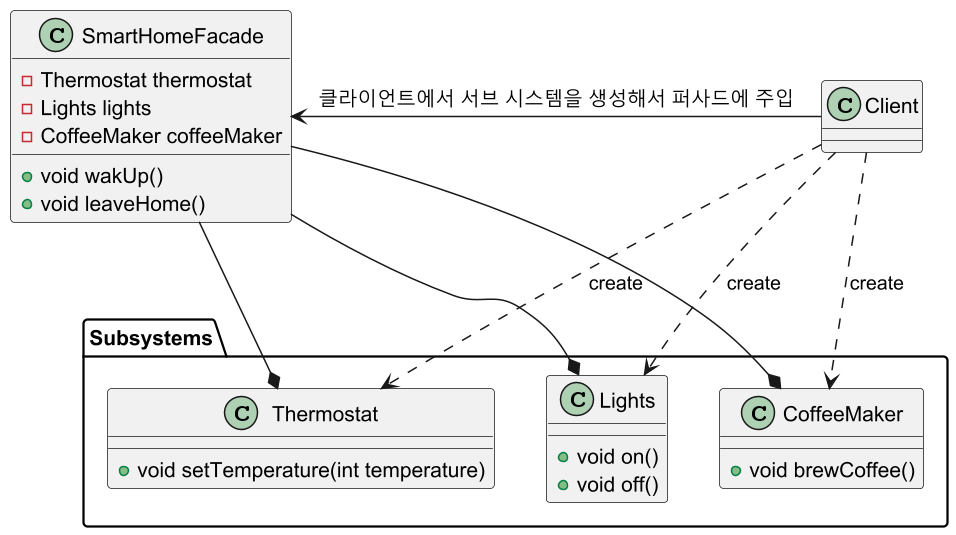 C SmartHomeFacade
Thermostat thermostat
Lights lights
CoffeeMaker coffeeMaker
void wakUp()
void leaveHome()
클라이언트에서 서브 시스템을 생성해서 퍼사드에 주입
C Client
create
create
create
Subsystems
C Thermostat
void setTemperature(int temperature)
C Lights
void on()
void off()
C CoffeeMaker
void brewCoffee()